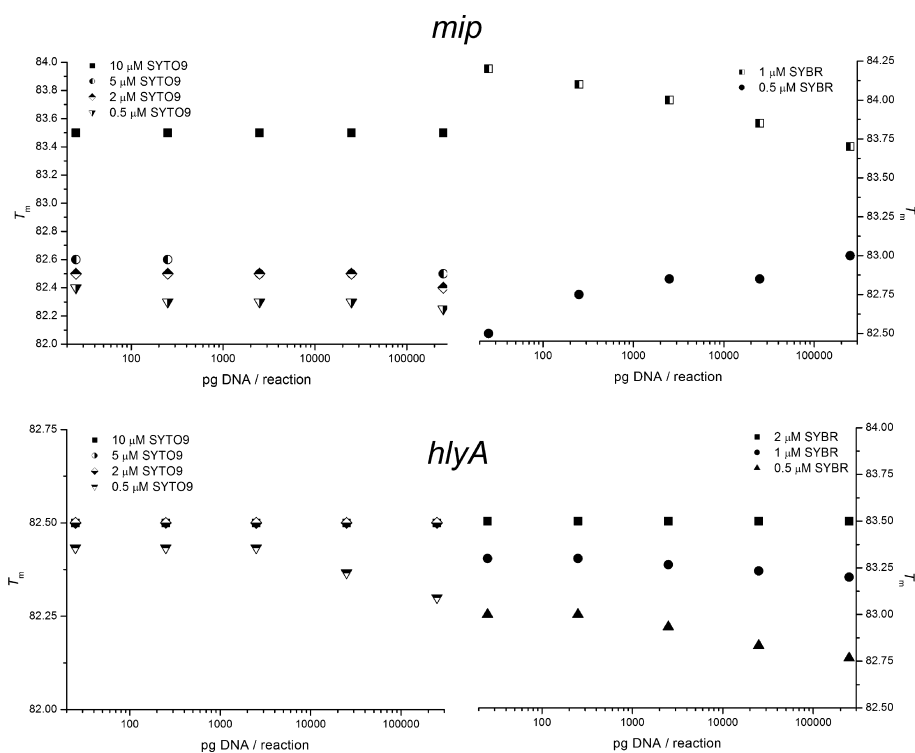 mip
10 μM SYTO9
5 μM SYTO9
2 μM SYTO9
0.5 μM SYTO9
84.0
83.8
83.6
83.4
82.6
82.4
82.2
82.0
Tm
100
1000
10000
100000
pg DNA / reaction
1 μM SYBR
0.5 μM SYBR
84.25
84.00
83.75
83.50
83.25
83.00
82.75
82.50
Tm
100
1000
10000
100000
pg DNA / reaction
hlyA
10 μM SYTO9
5 μM SYTO9
2 μM SYTO9
0.5 μM SYTO9
82.75
82.50
82.25
82.00
Tm
100
1000
10000
100000
pg DNA / reaction
2 μM SYBR
1 μM SYBR
0.5 μM SYBR
84.00
83.75
83.50
83.25
83.00
82.75
82.50
Tm
100
1000
10000
100000
pg DNA / reaction